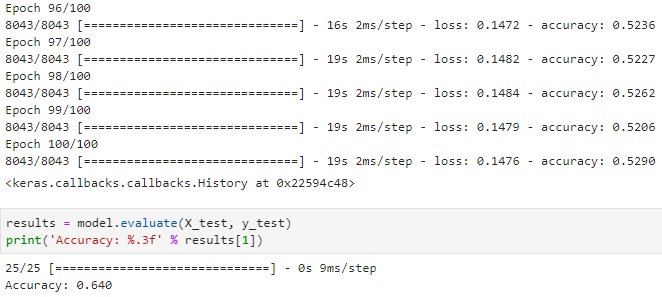 Epoch 96/100
8043/8043 [==============================] - 16s 2ms/step - loss: 0.1472 - accuracy: 0.5236
Epoch 97/100
8043/8043 [==============================] - 19s 2ms/step - loss: 0.1482 - accuracy: 0.5227
Epoch 98/100
8043/8043 [==============================] - 19s 2ms/step - loss: 0.1484 - accuracy: 0.5262
Epoch 99/100
8043/8043 [==============================] - 19s 2ms/step - loss: 0.1479 - accuracy: 0.5206
Epoch 100/100
8043/8043 [==============================] - 19s 2ms/step - loss: 0.1476 - accuracy: 0.5290
<keras.callbacks.callbacks.History at 0x22594c48>
results = model.evaluate(X_test, y_test)
print('Accuracy: %.3f' % results[1])
25/25 [==============================] - 0s 9ms/step
Accuracy: 0.640